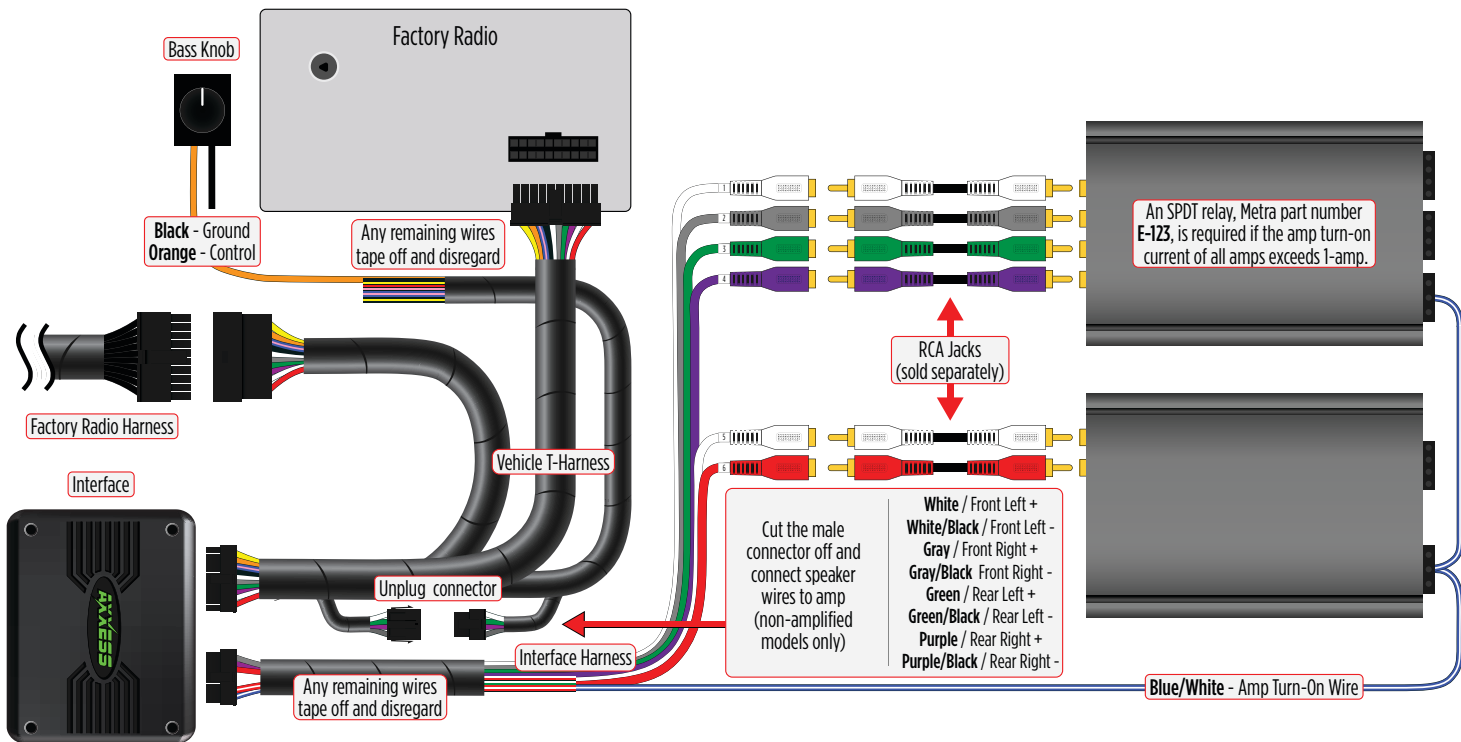 Factory Radio
Bass Knob
Black - Ground
Orange - Control
Any remaining wires
tape off and disregard
1
2
3
4
An SPDT relay, Metra part number
E-123, is required if the amp turn-on
current of all amps exceeds 1-amp.
RCA Jacks
(sold separately)
Factory Radio Harness
Vehicle T-Harness
5
6
Interface
AXXESS
Unplug connector
Cut the male
connector off and
connect speaker
wires to amp
(non-amplified
models only)
White / Front Left +
White/Black / Front Left -
Gray / Front Right +
Gray/Black Front Right -
Green / Rear Left +
Green/Black / Rear Left -
Purple / Rear Right +
Purple/Black / Rear Right -
Interface Harness
Any remaining wires
tape off and disregard
Blue/White - Amp Turn-On Wire